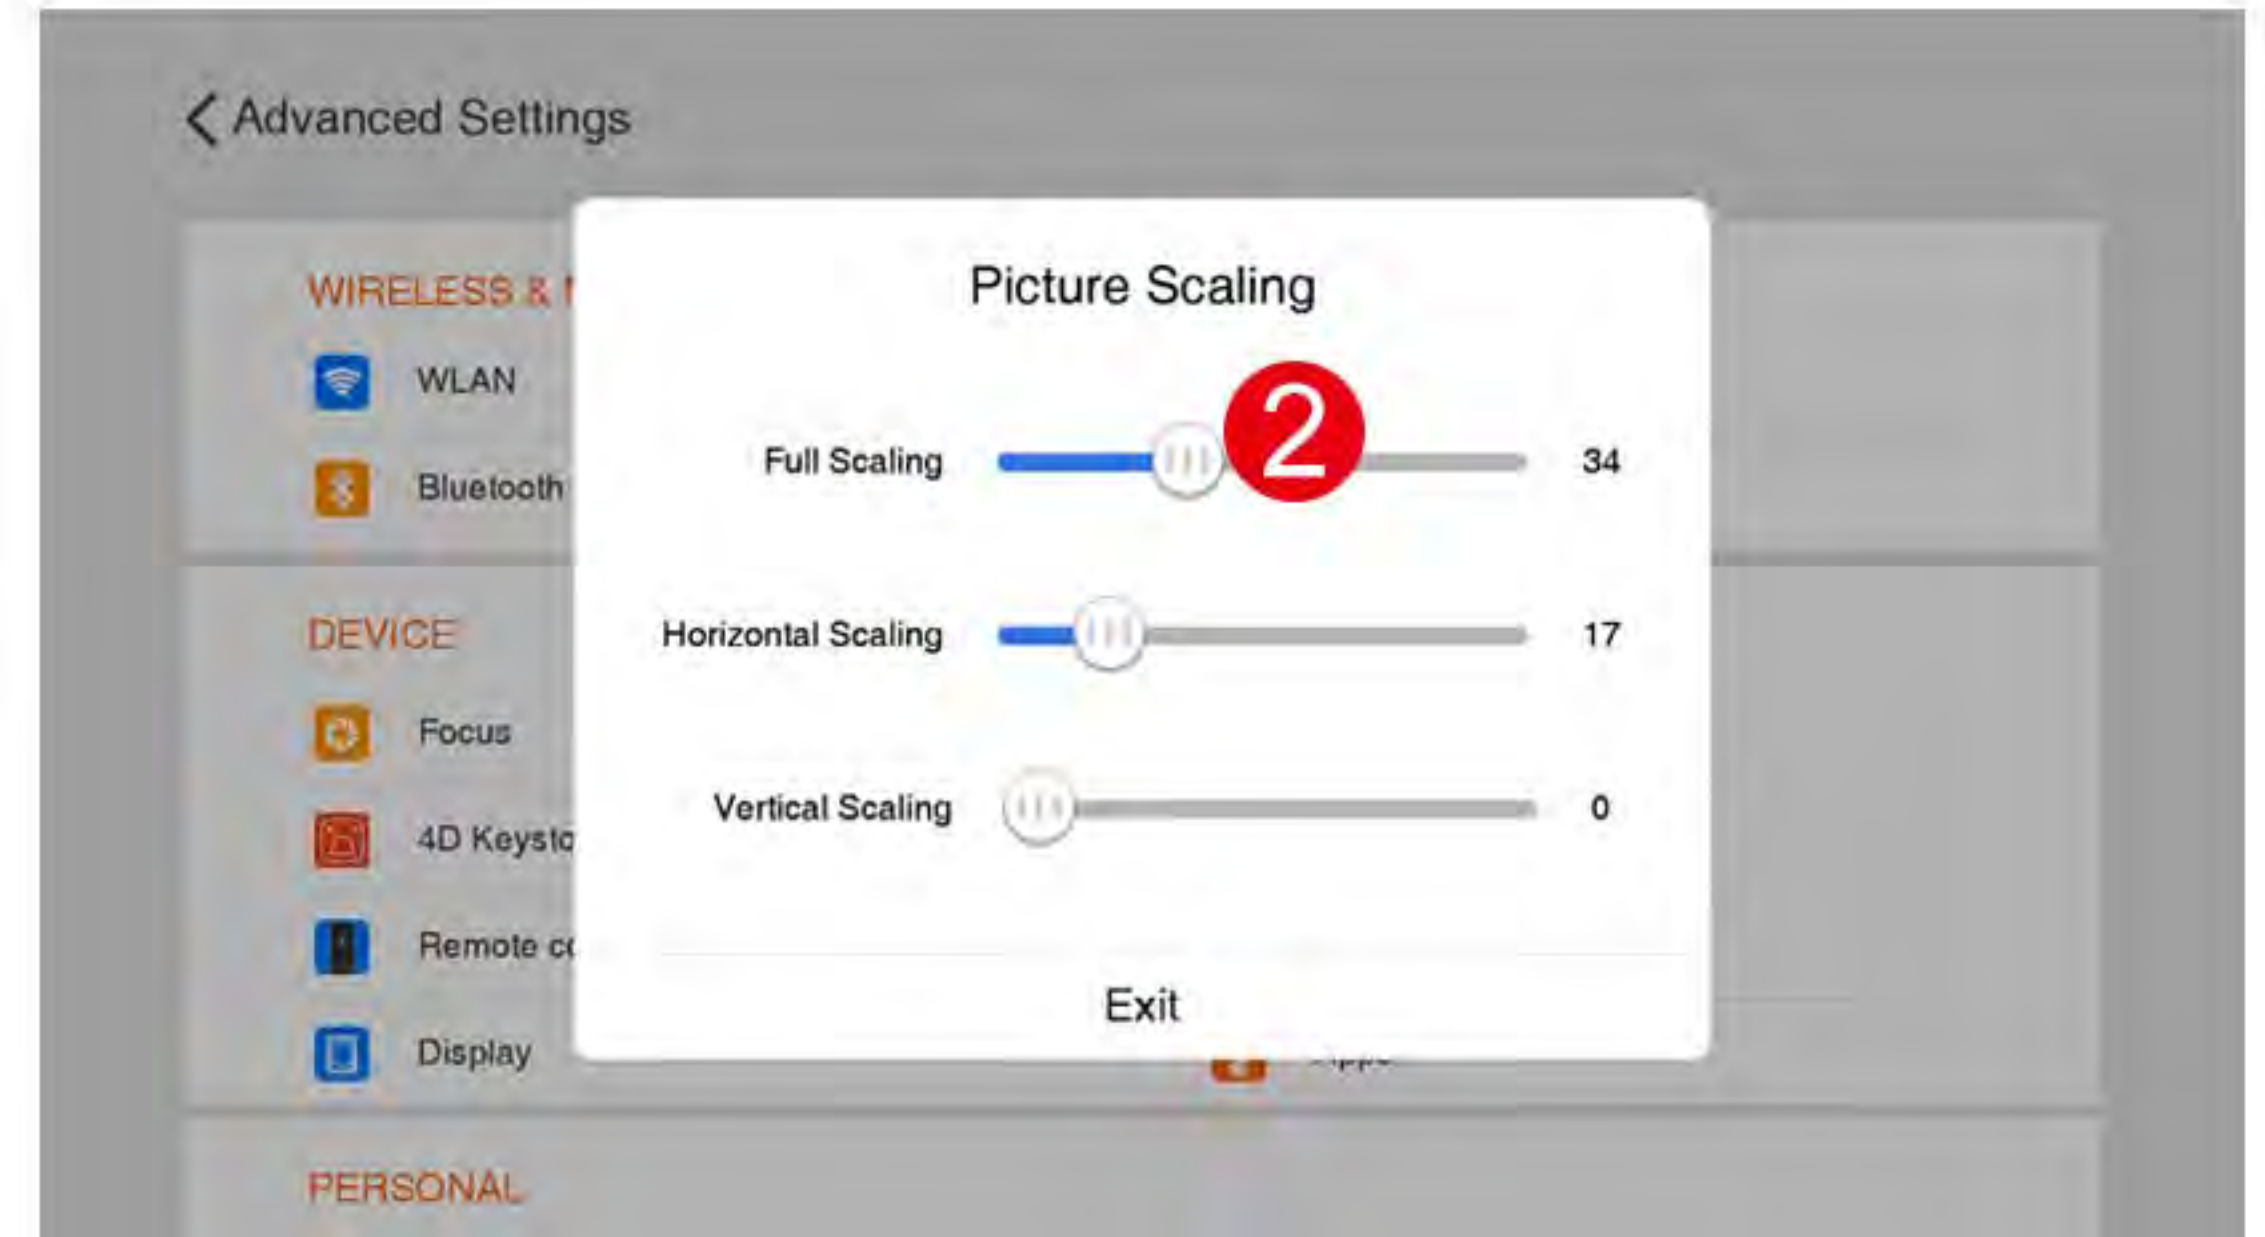 Advanced Settings
WIRELESS &
WLAN
Bluetooth
DEVICE
Focus
4D Keysto
Remote co
Display
PERSONAL
Picture Scaling
2
Full Scaling 34
Horizontal Scaling 17
Vertical Scaling 0
Exit